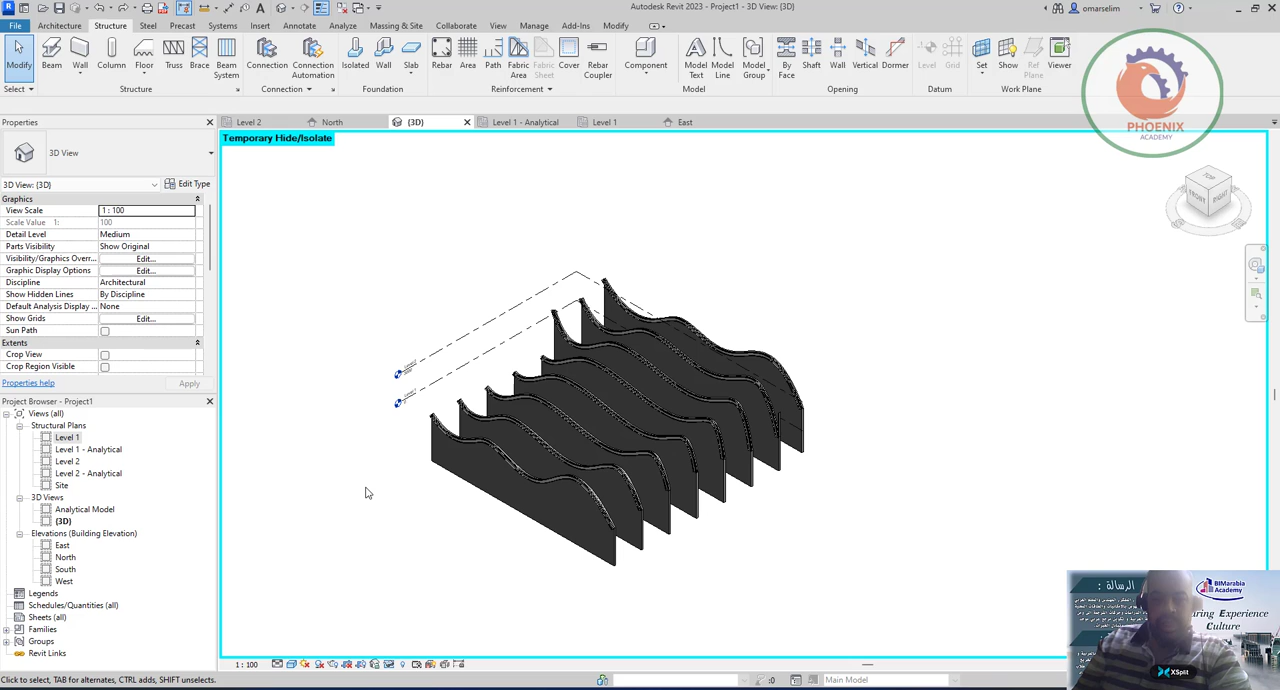 Autodesk Revit 2023 - Project1 - 3D View: {3D}
omarselim
File
Architecture
Structure
Steel
Precast
Systems
Insert
Annotate
Analyze
Massing & Site
Collaborate
View
Manage
Add-Ins
Modify
Modify
Beam
Wall
Column
Floor
Truss
Brace
Beam System
Connection
Connection Automation
Isolated
Wall
Slab
Rebar
Area
Path
Fabric Area
Fabric Sheet
Cover
Rebar Coupler
Component
Model Text
Model Line
Model Group
By Face
Shaft
Wall
Vertical
Dormer
Level
Grid
Set
Show
Ref Plane
Viewer
Select
Structure
Connection
Foundation
Reinforcement
Model
Opening
Datum
Work Plane
PHOENIX
ACADEMY
Properties
Level 2
North
{3D}
Level 1 - Analytical
Level 1
East
Temporary Hide/Isolate
3D View
3D View: {3D}
Edit Type
Graphics
View Scale 1 : 100
Scale Value 1: 100
Detail Level Medium
Parts Visibility Show Original
Visibility/Graphics Over... Edit...
Graphic Display Options Edit...
Discipline Architectural
Show Hidden Lines By Discipline
Default Analysis Display ... None
Show Grids Edit...
Sun Path
Extents
Crop View
Crop Region Visible
Properties help
Apply
TOP
FRONT
RIGHT
Project Browser - Project1
Views (all)
Structural Plans
Level 1
Level 1 - Analytical
Level 2
Level 2 - Analytical
Site
3D Views
Analytical Model
{3D}
Elevations (Building Elevation)
East
North
South
West
Legends
Schedules/Quantities (all)
Sheets (all)
Families
Groups
Revit Links
الرسالة :
BIMarabia
Academy
aring Experience
Culture
XSplit
1 : 100
Click to select, TAB for alternates, CTRL adds, SHIFT unselects.
:0
Main Model